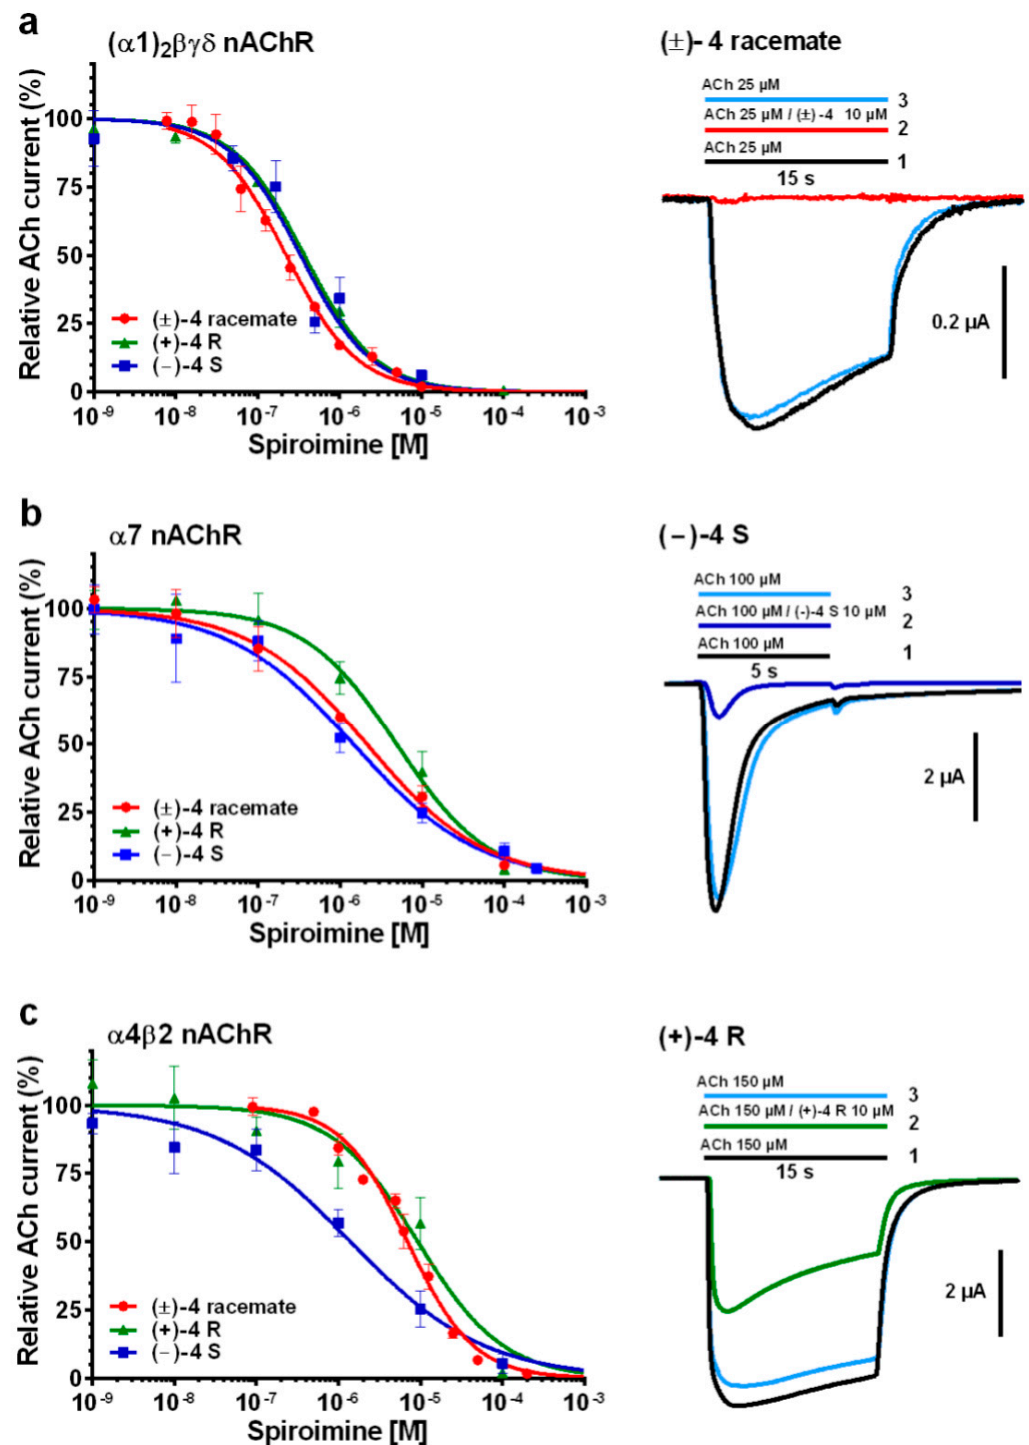 a
(α1)₂βγδ nAChR
Relative ACh current (%)
100
75
50
25
0
(±)-4 racemate
(+)-4 R
(−)-4 S
10⁻⁹ 10⁻⁸ 10⁻⁷ 10⁻⁶ 10⁻⁵ 10⁻⁴ 10⁻³
Spiroimine [M]
(±)- 4 racemate
ACh 25 µM
3
ACh 25 µM / (±) -4 10 µM
2
ACh 25 µM
1
15 s
0.2 µA
b
α7 nAChR
Relative ACh current (%)
100
75
50
25
0
(±)-4 racemate
(+)-4 R
(−)-4 S
10⁻⁹ 10⁻⁸ 10⁻⁷ 10⁻⁶ 10⁻⁵ 10⁻⁴ 10⁻³
Spiroimine [M]
(−)-4 S
ACh 100 µM
3
ACh 100 µM / (-)-4 S 10 µM
2
ACh 100 µM
1
5 s
2 µA
c
α4β2 nAChR
Relative ACh current (%)
100
75
50
25
0
(±)-4 racemate
(+)-4 R
(−)-4 S
10⁻⁹ 10⁻⁸ 10⁻⁷ 10⁻⁶ 10⁻⁵ 10⁻⁴ 10⁻³
Spiroimine [M]
(+)-4 R
ACh 150 µM
3
ACh 150 µM / (+)-4 R 10 µM
2
ACh 150 µM
1
15 s
2 µA